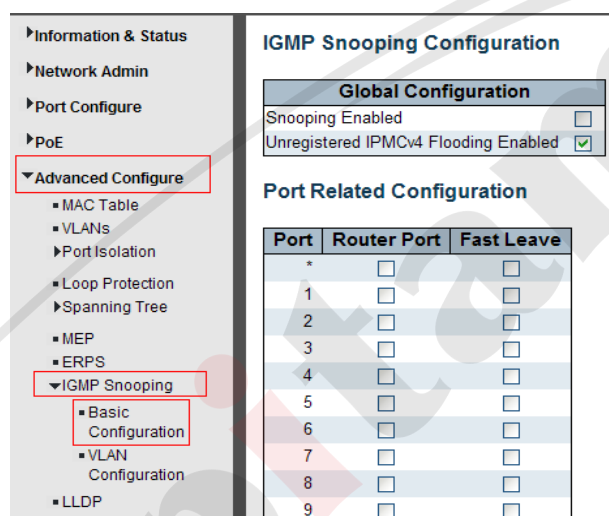 Information & Status
Network Admin
Port Configure
PoE
Advanced Configure
MAC Table
VLANs
Port Isolation
Loop Protection
Spanning Tree
MEP
ERPS
IGMP Snooping
Basic
Configuration
VLAN
Configuration
LLDP
IGMP Snooping Configuration
Global Configuration
Snooping Enabled
Unregistered IPMCv4 Flooding Enabled
Port Related Configuration
Port Router Port Fast Leave
*
1
2
3
4
5
6
7
8
9